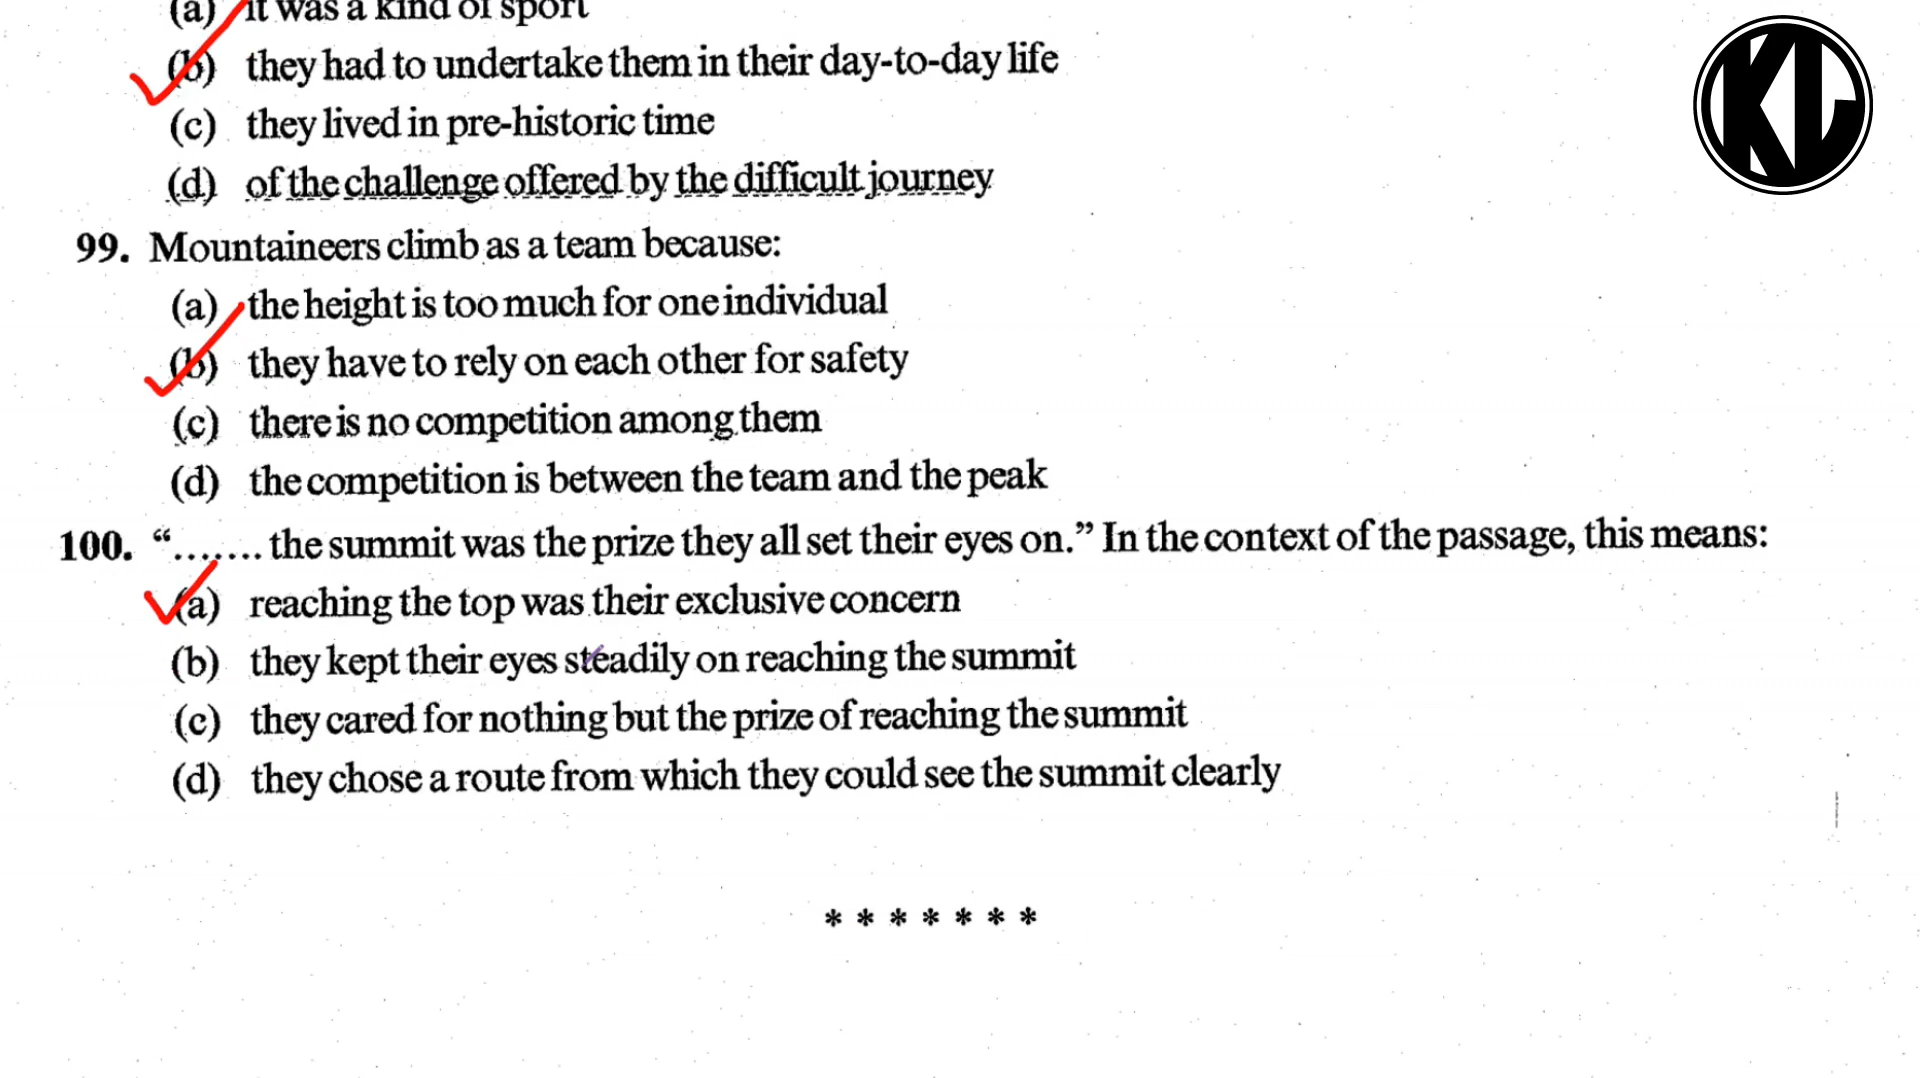 (a) it was a kind of sport
(b) they had to undertake them in their day-to-day life
(c) they lived in pre-historic time
(d) of the challenge offered by the difficult journey
99. Mountaineers climb as a team because:
(a) the height is too much for one individual
(b) they have to rely on each other for safety
(c) there is no competition among them
(d) the competition is between the team and the peak
100. “....... the summit was the prize they all set their eyes on.” In the context of the passage, this means:
(a) reaching the top was their exclusive concern
(b) they kept their eyes steadily on reaching the summit
(c) they cared for nothing but the prize of reaching the summit
(d) they chose a route from which they could see the summit clearly
* * * * * * *
KL